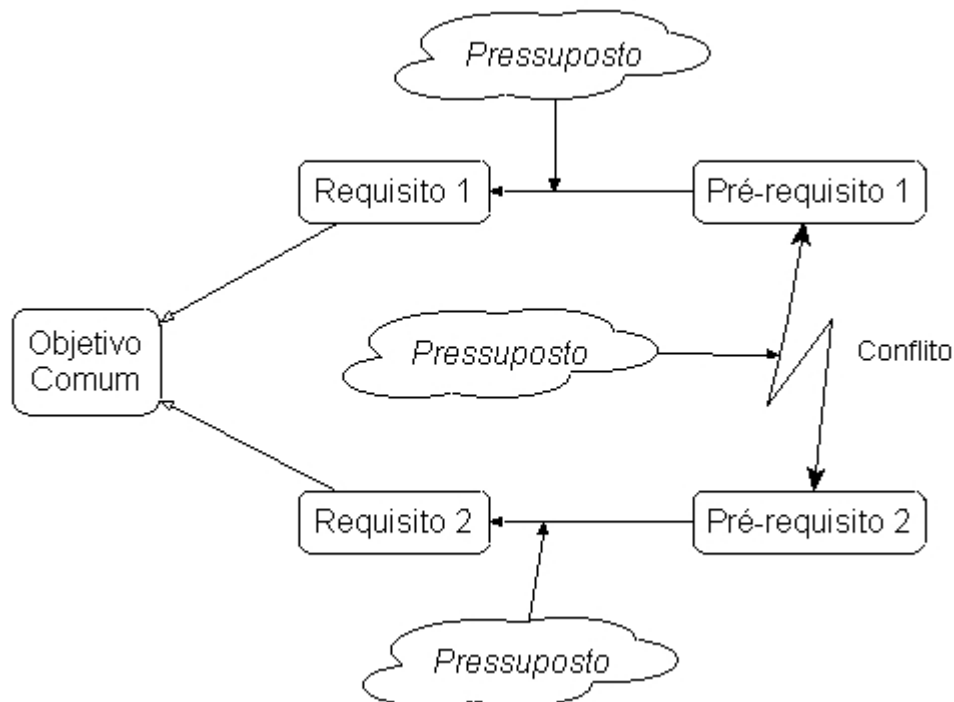 Pressuposto
Requisito 1
Pré-requisito 1
Objetivo
Comum
Pressuposto
Conflito
Requisito 2
Pré-requisito 2
Pressuposto